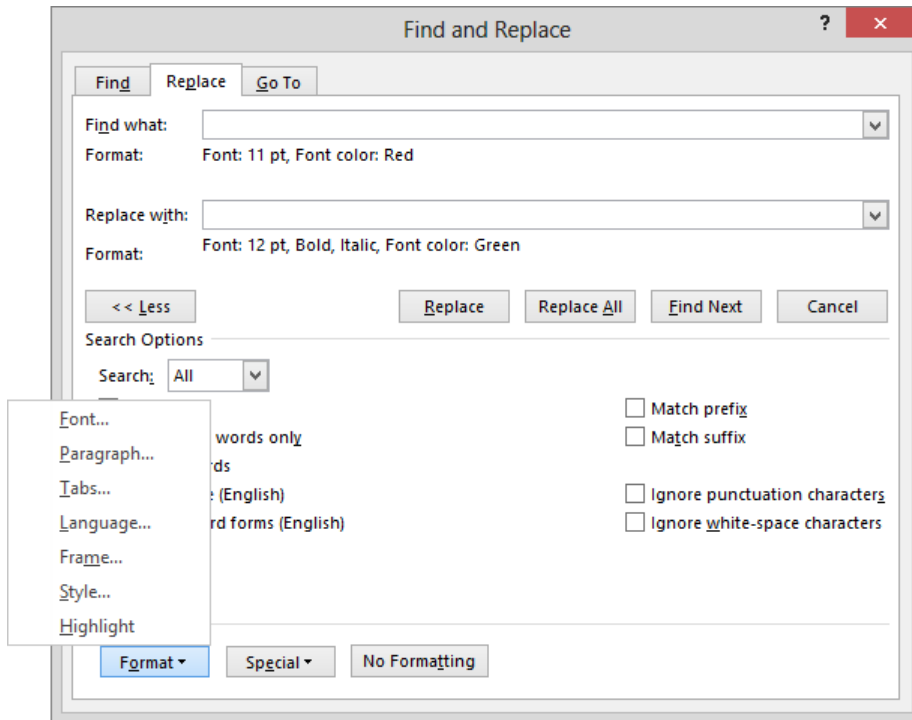 Find and Replace
? ×
Find Replace Go To
Find what:
Format: Font: 11 pt, Font color: Red
Replace with:
Format: Font: 12 pt, Bold, Italic, Font color: Green
<< Less Replace Replace All Find Next Cancel
Search Options
Search: All
Font... Match prefix
words only Match suffix
Paragraph...
rds
Tabs... (English) Ignore punctuation characters
Language... rd forms (English) Ignore white-space characters
Frame...
Style...
Highlight
Format Special No Formatting